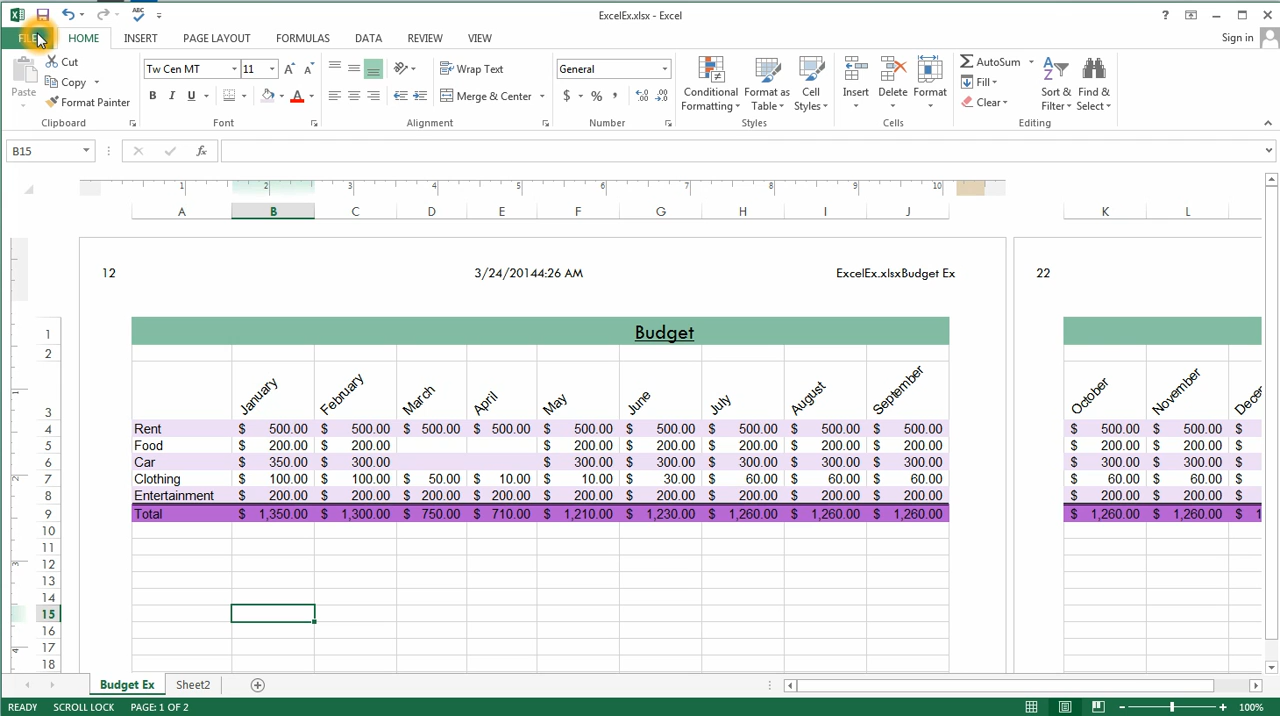 ExcelEx.xlsx - Excel
FILE HOME INSERT PAGE LAYOUT FORMULAS DATA REVIEW VIEW Sign in
Paste
Cut
Copy
Format Painter
Clipboard
Tw Cen MT 11
B I U
Font
Wrap Text
Merge & Center
Alignment
General
$ % ,
Number
Conditional Formatting
Format as Table
Cell Styles
Styles
Insert
Delete
Format
Cells
AutoSum
Fill
Clear
Sort & Filter
Find & Select
Editing
B15
fx
1 2 3 4 5 6 7 8 9 10
A B C D E F G H I J K L
12 3/24/20144:26 AM ExcelEx.xlsxBudget Ex 22
1 Budget
2
3 January February March April May June July August September October November
4 Rent $ 500.00 $ 500.00 $ 500.00 $ 500.00 $ 500.00 $ 500.00 $ 500.00 $ 500.00 $ 500.00 $ 500.00 $ 500.00 $
5 Food $ 200.00 $ 200.00 $ 200.00 $ 200.00 $ 200.00 $ 200.00 $ 200.00 $ 200.00 $ 200.00 $
6 Car $ 350.00 $ 300.00 $ 300.00 $ 300.00 $ 300.00 $ 300.00 $ 300.00 $ 300.00 $ 300.00 $
7 Clothing $ 100.00 $ 100.00 $ 50.00 $ 10.00 $ 10.00 $ 30.00 $ 60.00 $ 60.00 $ 60.00 $ 60.00 $ 60.00 $
8 Entertainment $ 200.00 $ 200.00 $ 200.00 $ 200.00 $ 200.00 $ 200.00 $ 200.00 $ 200.00 $ 200.00 $ 200.00 $ 200.00 $
9 Total $ 1,350.00 $ 1,300.00 $ 750.00 $ 710.00 $ 1,210.00 $ 1,230.00 $ 1,260.00 $ 1,260.00 $ 1,260.00 $ 1,260.00 $ 1,260.00 $ 1
10
11
12
13
14
15
16
17
18
Budget Ex Sheet2
READY SCROLL LOCK PAGE: 1 OF 2 100%